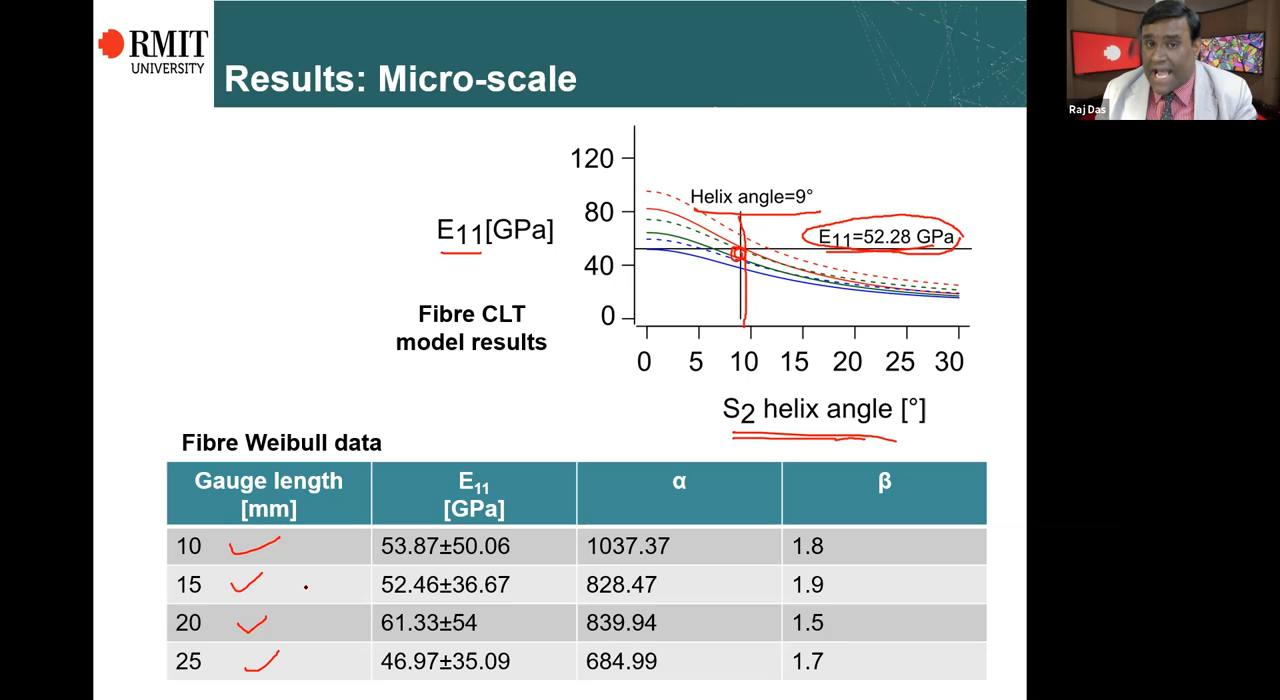 RMIT
UNIVERSITY
Results: Micro-scale
Raj Das
120
80
40
0
E11[GPa]
Helix angle=9°
E11=52.28 GPa
Fibre CLT
model results
0 5 10 15 20 25 30
S2 helix angle [°]
Fibre Weibull data
Gauge length [mm] E11 [GPa] α β
10 53.87±50.06 1037.37 1.8
15 52.46±36.67 828.47 1.9
20 61.33±54 839.94 1.5
25 46.97±35.09 684.99 1.7